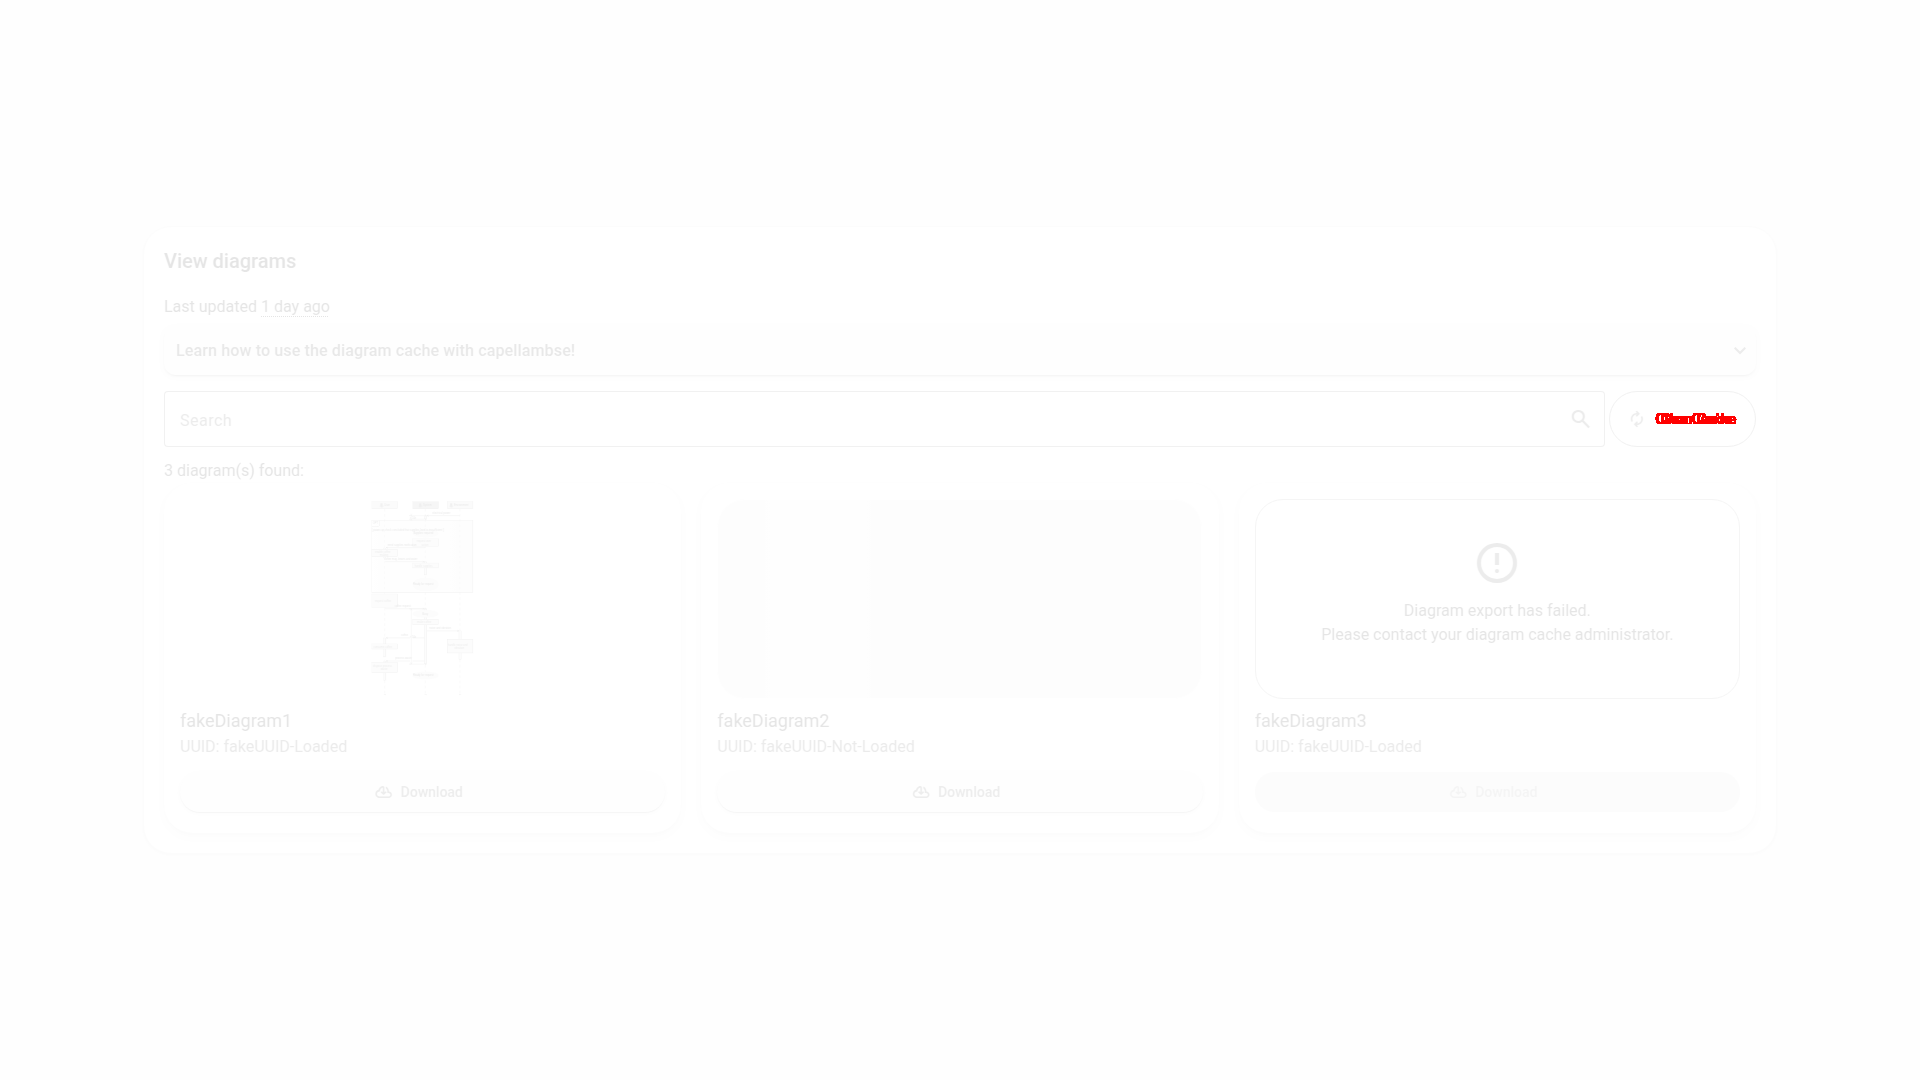 View diagrams
Last updated 1 day ago
Learn how to use the diagram cache with capellambse!
Search
3 diagram(s) found:
Diagram export has failed.
Please contact your diagram cache administrator.
fakeDiagram1
UUID: fakeUUID-Loaded
Download
fakeDiagram2
UUID: fakeUUID-Not-Loaded
Download
fakeDiagram3
UUID: fakeUUID-Loaded
Download